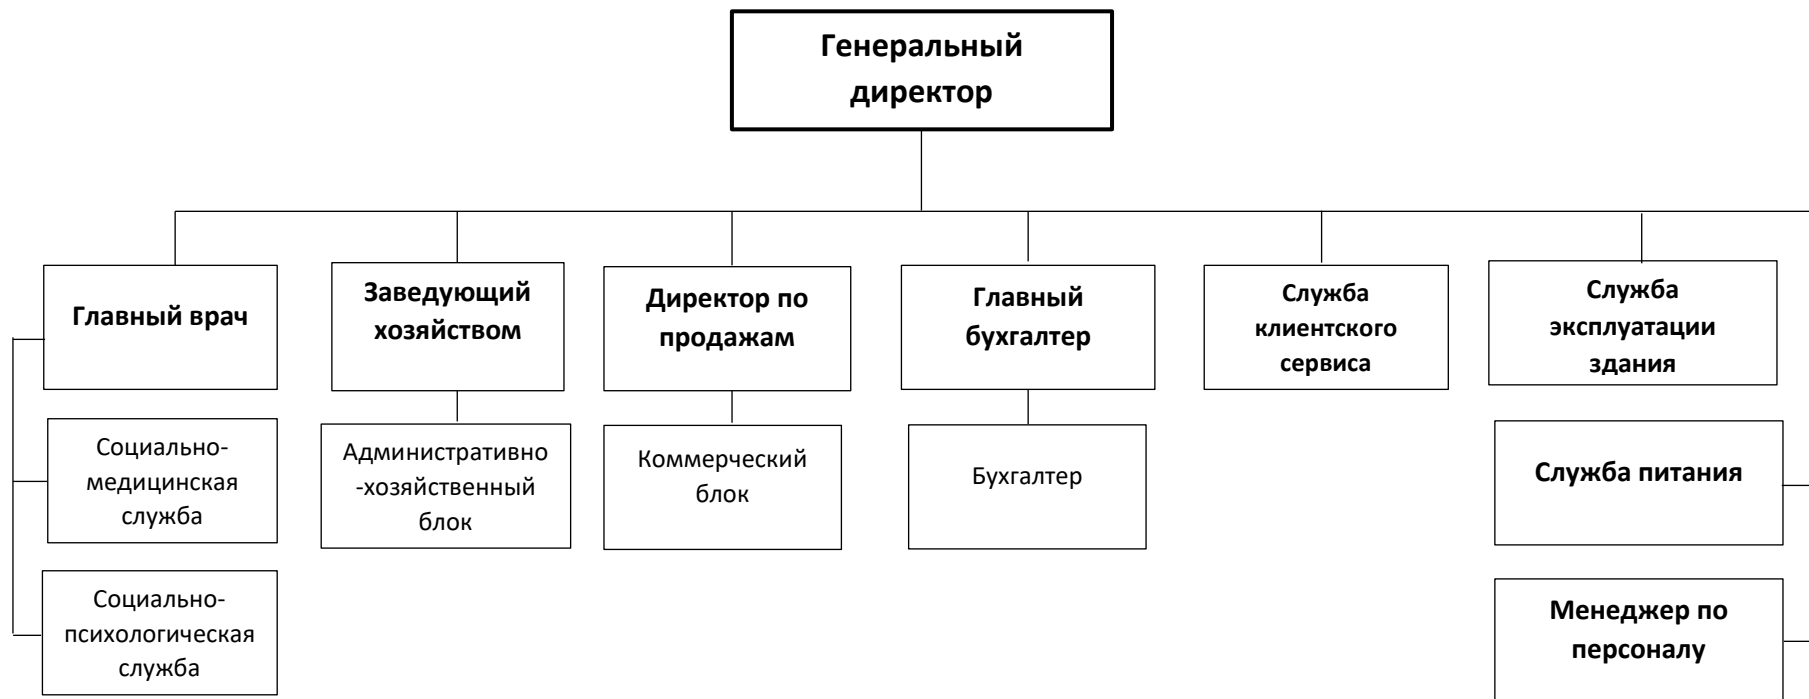 Генеральный
директор
Главный врач
Заведующий
хозяйством
Директор по
продажам
Главный
бухгалтер
Служба
клиентского
сервиса
Служба
эксплуатации
здания
Социально-
медицинская
служба
Административно
-хозяйственный
блок
Коммерческий
блок
Бухгалтер
Служба питания
Социально-
психологическая
служба
Менеджер по
персоналу